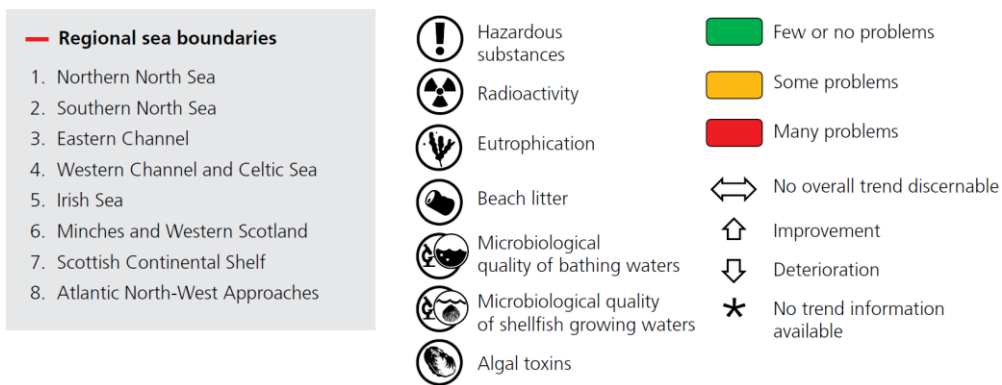 Regional sea boundaries
1. Northern North Sea
2. Southern North Sea
3. Eastern Channel
4. Western Channel and Celtic Sea
5. Irish Sea
6. Minches and Western Scotland
7. Scottish Continental Shelf
8. Atlantic North-West Approaches
Hazardous
substances
Radioactivity
Eutrophication
Beach litter
Microbiological
quality of bathing waters
Microbiological quality
of shellfish growing waters
Algal toxins
Few or no problems
Some problems
Many problems
No overall trend discernable
Improvement
Deterioration
No trend information
available